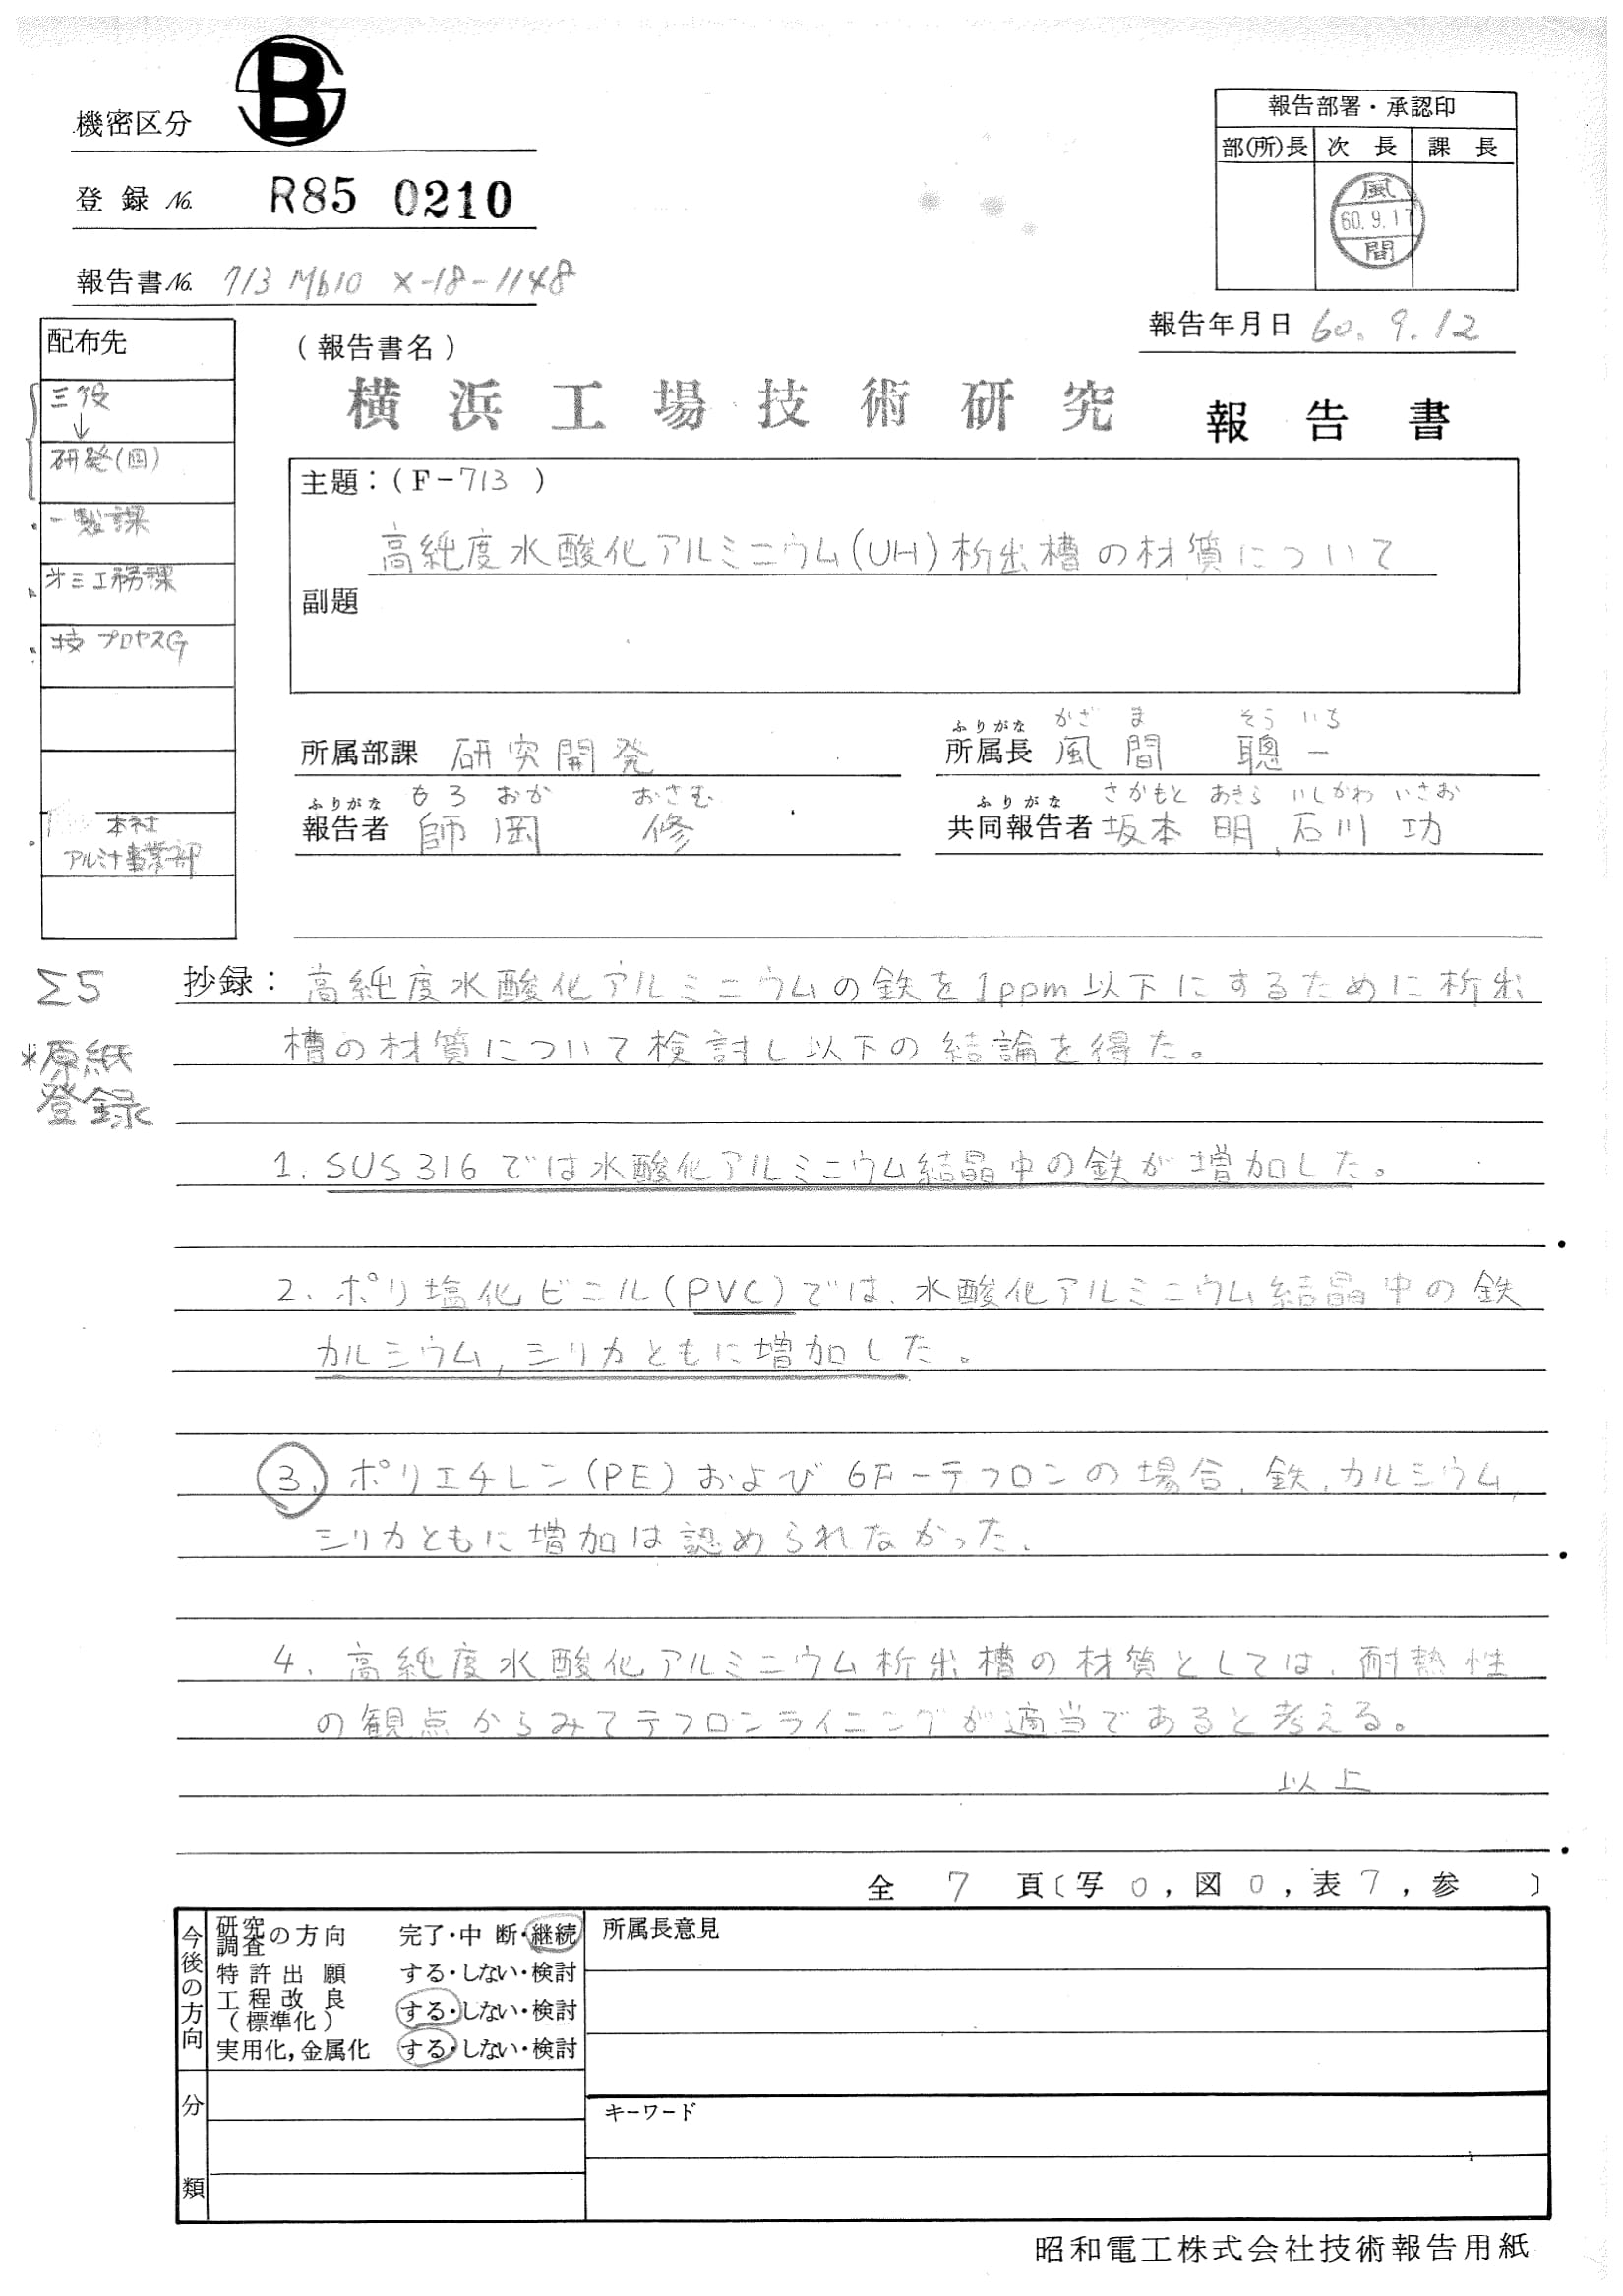 機密区分 B
登録 No. R85 0210
報告書No. 713 Mb10 X-18-1148
報告部署・承認印
部(所)長 次長 課長
風
60.9.17
間
報告年月日 60.9.12
配布先
三役
↓
研発(回)
一製課
オ三工務課
技プロセスG
本社
アルミナ事業部
(報告書名)
横浜工場技術研究 報告書
主題:(F-713 )
高純度水酸化アルミニウム(UH)析出槽の材質について
副題
所属部課 研究開発
ふりがな かざま そういち
所属長 風間 聰一
ふりがな もろおか おさむ
報告者 師岡 修
ふりがな さかもと あきら いしかわ いさお
共同報告者 坂本 明, 石川 功
Σ5
*原紙
登録
抄録: 高純度水酸化アルミニウムの鉄を1ppm以下にするために析出
槽の材質について検討し以下の結論を得た。
1. SUS316では水酸化アルミニウム結晶中の鉄が増加した。
2、ポリ塩化ビニル(PVC)では、水酸化アルミニウム結晶中の鉄
カルシウム,シリカともに増加した。
3. ポリエチレン(PE)および6F-テフロンの場合、鉄,カルシウム,
シリカともに増加は認められなかった、
4、高純度水酸化アルミニウム析出槽の材質としては、耐熱性
の観点からみてテフロンライニングが適当であると考える。
以上
全 7 頁〔写 0, 図 0, 表 7, 参 〕
今後の方向
研究調査の方向 完了・中断・継続
特許出願 する・しない・検討
工程改良 する・しない・検討
(標準化)
実用化,金属化 する・しない・検討
分類
所属長意見
キーワード
昭和電工株式会社技術報告用紙